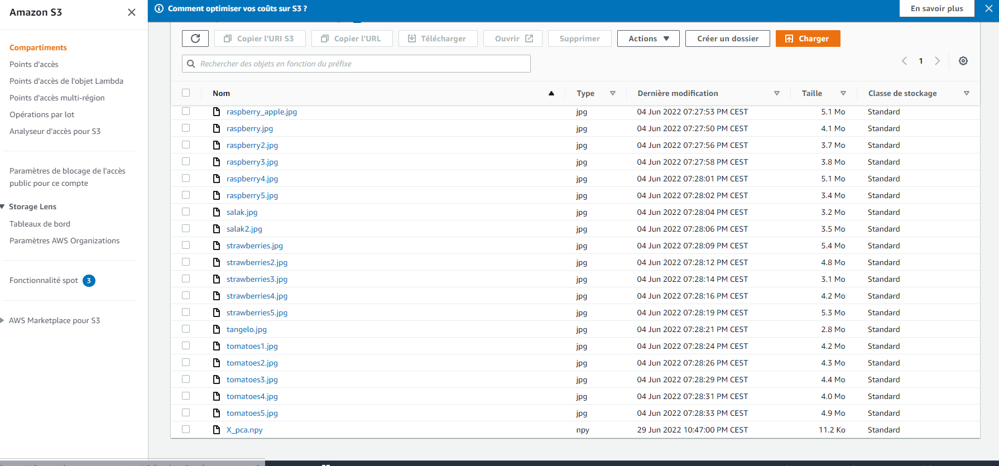 Amazon S3
Comment optimiser vos coûts sur S3 ?
En savoir plus
Compartiments
Points d'accès
Points d'accès de l'objet Lambda
Points d'accès multi-région
Opérations par lot
Analyseur d'accès pour S3
Paramètres de blocage de l'accès
public pour ce compte
Storage Lens
Tableaux de bord
Paramètres AWS Organizations
Fonctionnalité spot 3
AWS Marketplace pour S3
Copier l'URI S3 Copier l'URL Télécharger Ouvrir Supprimer Actions Créer un dossier Charger
Rechercher des objets en fonction du préfixe
1
Nom Type Dernière modification Taille Classe de stockage
raspberry_apple.jpg jpg 04 Jun 2022 07:27:53 PM CEST 5.1 Mo Standard
raspberry.jpg jpg 04 Jun 2022 07:27:50 PM CEST 4.1 Mo Standard
raspberry2.jpg jpg 04 Jun 2022 07:27:56 PM CEST 3.7 Mo Standard
raspberry3.jpg jpg 04 Jun 2022 07:27:58 PM CEST 3.8 Mo Standard
raspberry4.jpg jpg 04 Jun 2022 07:28:01 PM CEST 5.1 Mo Standard
raspberry5.jpg jpg 04 Jun 2022 07:28:02 PM CEST 3.4 Mo Standard
salak.jpg jpg 04 Jun 2022 07:28:04 PM CEST 3.2 Mo Standard
salak2.jpg jpg 04 Jun 2022 07:28:06 PM CEST 3.5 Mo Standard
strawberries.jpg jpg 04 Jun 2022 07:28:09 PM CEST 5.4 Mo Standard
strawberries2.jpg jpg 04 Jun 2022 07:28:12 PM CEST 4.8 Mo Standard
strawberries3.jpg jpg 04 Jun 2022 07:28:14 PM CEST 3.1 Mo Standard
strawberries4.jpg jpg 04 Jun 2022 07:28:16 PM CEST 4.2 Mo Standard
strawberries5.jpg jpg 04 Jun 2022 07:28:19 PM CEST 5.3 Mo Standard
tangelo.jpg jpg 04 Jun 2022 07:28:21 PM CEST 2.8 Mo Standard
tomatoes1.jpg jpg 04 Jun 2022 07:28:24 PM CEST 4.2 Mo Standard
tomatoes2.jpg jpg 04 Jun 2022 07:28:26 PM CEST 4.3 Mo Standard
tomatoes3.jpg jpg 04 Jun 2022 07:28:29 PM CEST 4.4 Mo Standard
tomatoes4.jpg jpg 04 Jun 2022 07:28:31 PM CEST 4.0 Mo Standard
tomatoes5.jpg jpg 04 Jun 2022 07:28:33 PM CEST 4.9 Mo Standard
X_pca.npy npy 29 Jun 2022 10:47:00 PM CEST 11.2 Ko Standard